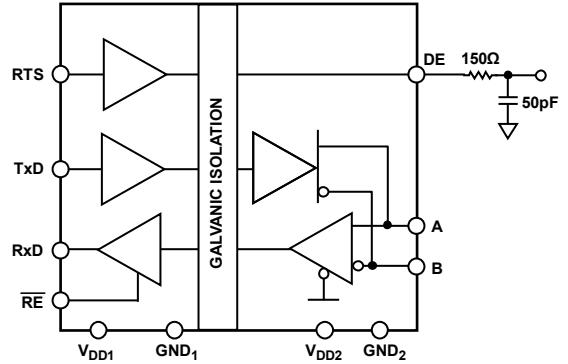 RTS
DE
150Ω
50pF
TxD
GALVANIC ISOLATION
A
RxD
B
RE
VDD1
GND1
VDD2
GND2